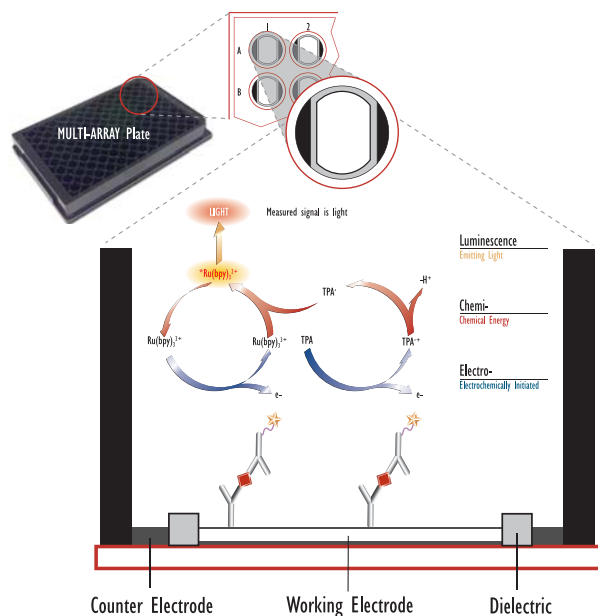 1 2
A
B
MULTI-ARRAY Plate
LIGHT
Measured signal is light
*Ru(bpy)₃²⁺
Luminescence
Emitting Light
TPA·
–H⁺
Chemi-
Chemical Energy
Ru(bpy)₃²⁺
Ru(bpy)₃³⁺
TPA
TPA·⁺
Electro-
Electrochemically Initiated
e–
e–
Counter Electrode
Working Electrode
Dielectric